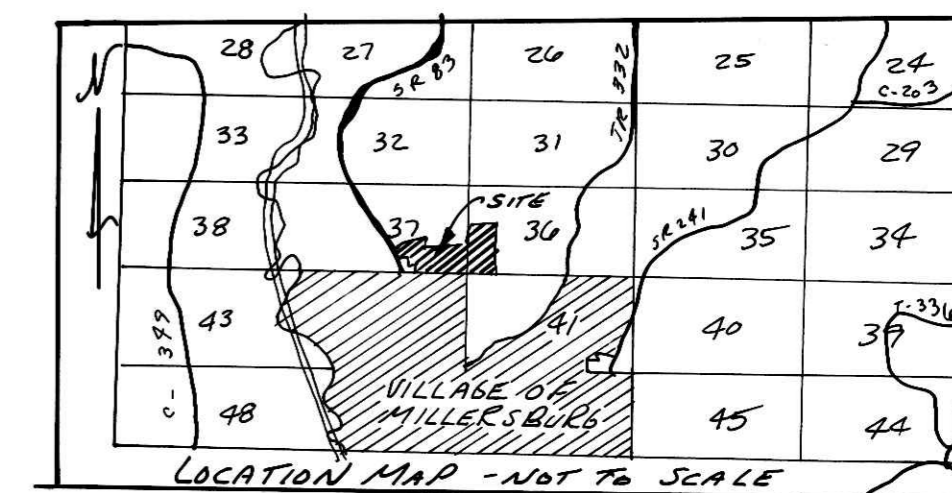 28 27 26 25 24
N SR 83 TR 332 C-203
33 32 31 30 29
SITE
38 37 36 SR 241 35 34
43 41 40 39 T-336
C-349
VILLAGE OF
MILLERSBURG
48 45 44
LOCATION MAP - NOT TO SCALE